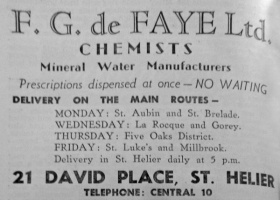 F. G. de FAYE Ltd.
CHEMISTS
Mineral Water Manufacturers
Prescriptions dispensed at once — NO WAITING
DELIVERY ON THE MAIN ROUTES —
MONDAY: St. Aubin and St. Brelade.
WEDNESDAY: La Rocque and Gorey.
THURSDAY: Five Oaks District.
FRIDAY: St. Luke's and Millbrook.
Delivery in St. Helier daily at 5 p.m.
21 DAVID PLACE, ST. HELIER
TELEPHONE: CENTRAL 10